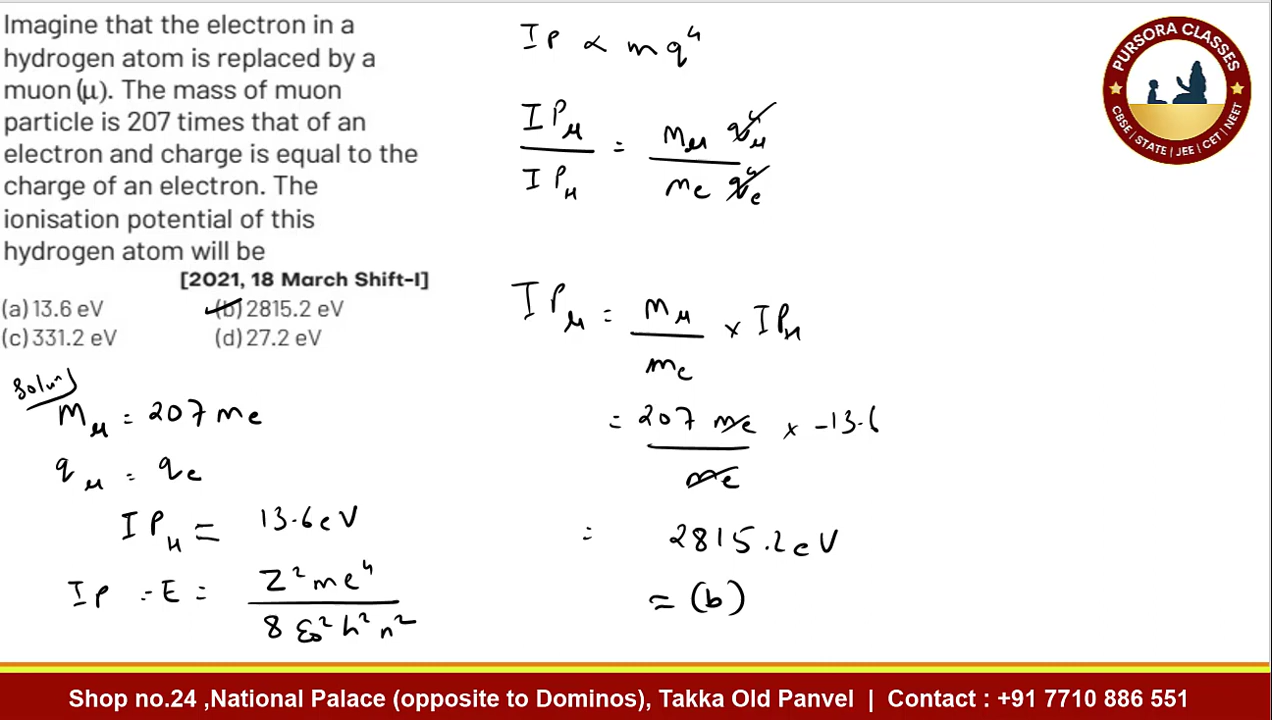 Imagine that the electron in a
hydrogen atom is replaced by a
muon (μ). The mass of muon
particle is 207 times that of an
electron and charge is equal to the
charge of an electron. The
ionisation potential of this
hydrogen atom will be
[2021, 18 March Shift-I]
(a) 13.6 eV (b) 2815.2 eV
(c) 331.2 eV (d) 27.2 eV
Solun
Mμ = 207 me
qμ = qe
IPH = 13.6 eV
IP = E = Z²me⁴ / 8ε₀²h²n²
IP ∝ mq⁴
IPμ / IPH = mμ qμ⁴ / me qe⁴
IPμ = mμ / me × IPH
= 207 me / me × -13.6
= 2815.2 eV
= (b)
PURSORA CLASSES
CBSE | STATE | JEE | CET | NEET
Shop no.24 ,National Palace (opposite to Dominos), Takka Old Panvel | Contact : +91 7710 886 551